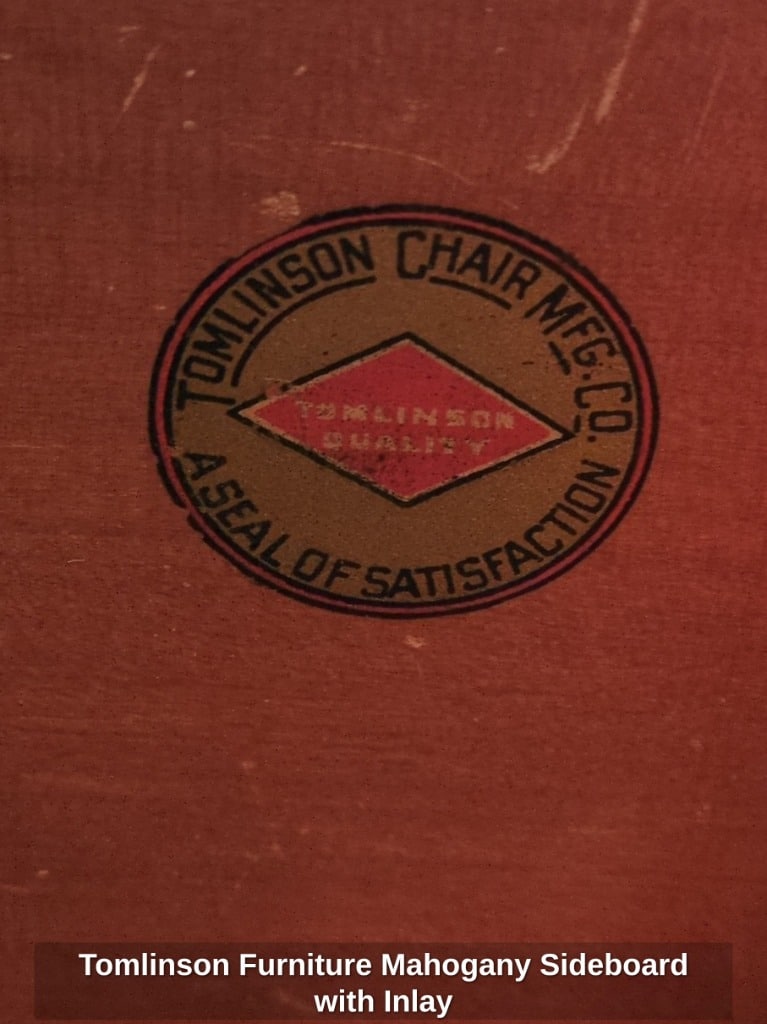 TOMLINSON CHAIR MFG. CO.
TOMLINSON
QUALITY
A SEAL OF SATISFACTION
Tomlinson Furniture Mahogany Sideboard
with Inlay